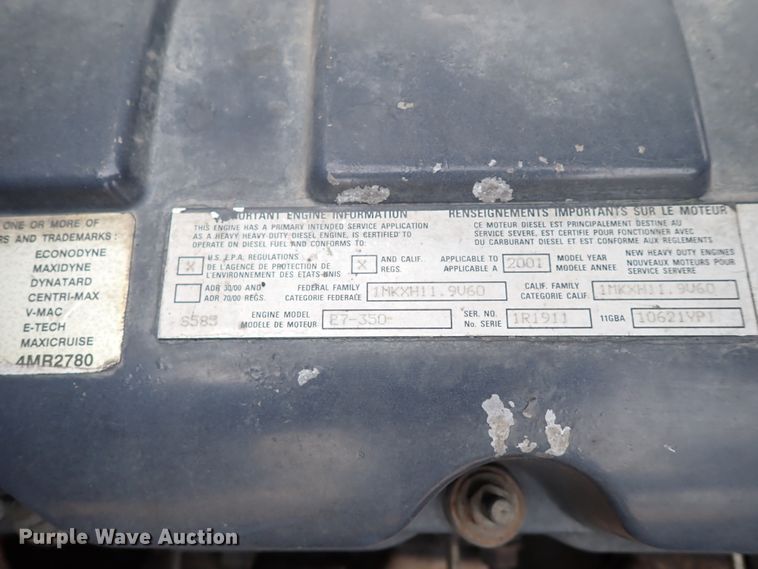 ONE OR MORE OF
RS AND TRADEMARKS:
ECONODYNE
MAXIDYNE
DYNATARD
CENTRI-MAX
V-MAC
E-TECH
MAXICRUISE
4MR2780
ORTANT ENGINE INFORMATION
THIS ENGINE HAS A PRIMARY INTENDED SERVICE APPLICATION
AS A HEAVY HEAVY-DUTY DIESEL ENGINE, IS CERTIFIED TO
OPERATE ON DIESEL FUEL AND CONFORMS TO:
RENSEIGNEMENTS IMPORTANTS SUR LE MOTEUR
CE MOTEUR DIESEL EST PRINCIPALEMENT DESTINE AU
SERVICE SEVERE, EST CERTIFIE POUR FONCTIONNER AVEC
DU CARBURANT DIESEL ET EST CONFORME AUX REGLEMENTS.
X U.S. E.P.A. REGULATIONS
DE L'AGENCE DE PROTECTION DE
L'ENVIRONNEMENT DES ETATS UNIS
X AND CALIF.
REGS.
APPLICABLE TO
APPLICABLE A
2001
MODEL YEAR
MODELE ANNEE
NEW HEAVY DUTY ENGINES
NOUVEAUX MOTEURS POUR
SERVICE SEVERE
ADR 30/00 AND
ADR 70/00 REGS.
FEDERAL FAMILY
CATEGORIE FEDERALE
1MKXH11.9V60
CALIF. FAMILY
CATEGORIE CALIF.
1MKXH11.9V60
S585
ENGINE MODEL
MODELE DE MOTEUR
E7-350-
SER. NO.
No. SERIE
1R1911
11GBA
10621YP1
Purple Wave Auction